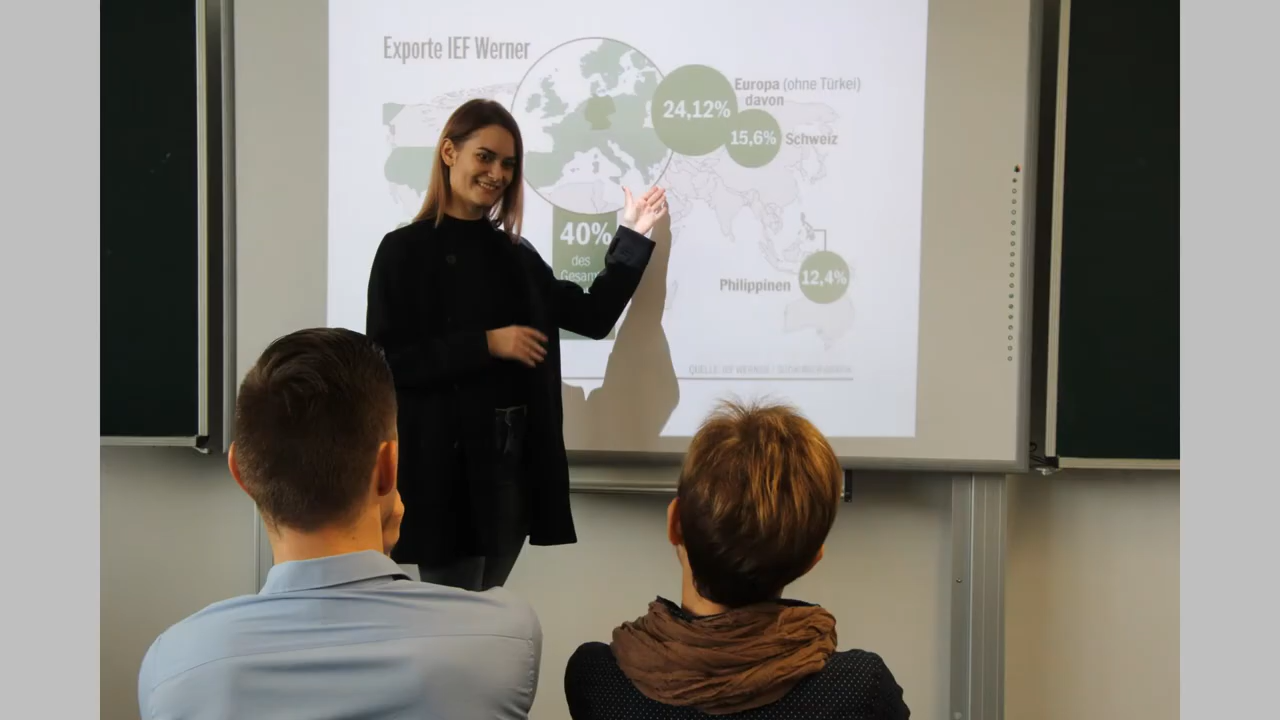 Exporte IEF Werner
Europa (ohne Türkei)
davon
24,12%
15,6% Schweiz
40%
des
Philippinen 12,4%